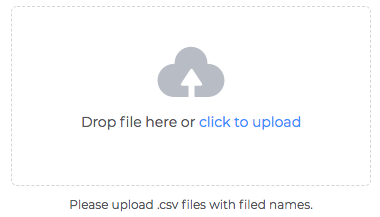 Drop file here or click to upload
Please upload .csv files with filed names.